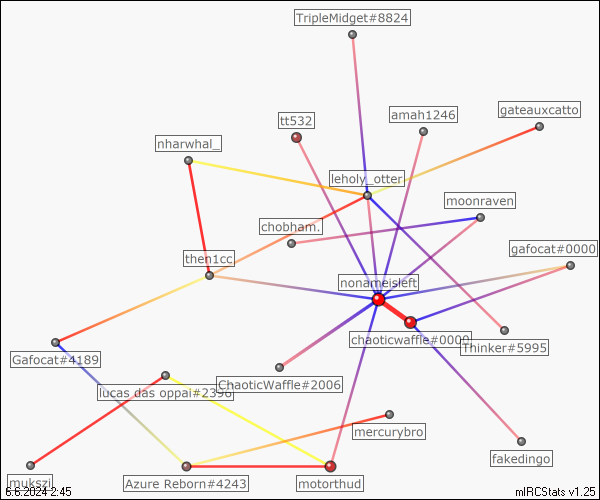 TripleMidget#8824
gateauxcatto
amah1246
tt532
nharwhal_
leholy_otter
moonraven
chobham.
gafocat#0000
then1cc
nonameisleft
chaoticwaffle#0000
Thinker#5995
Gafocat#4189
ChaoticWaffle#2006
lucas das oppai#2396
mercurybro
fakedingo
mukszi
Azure Reborn#4243
motorthud
6.6.2024 2:45
mIRCStats v1.25